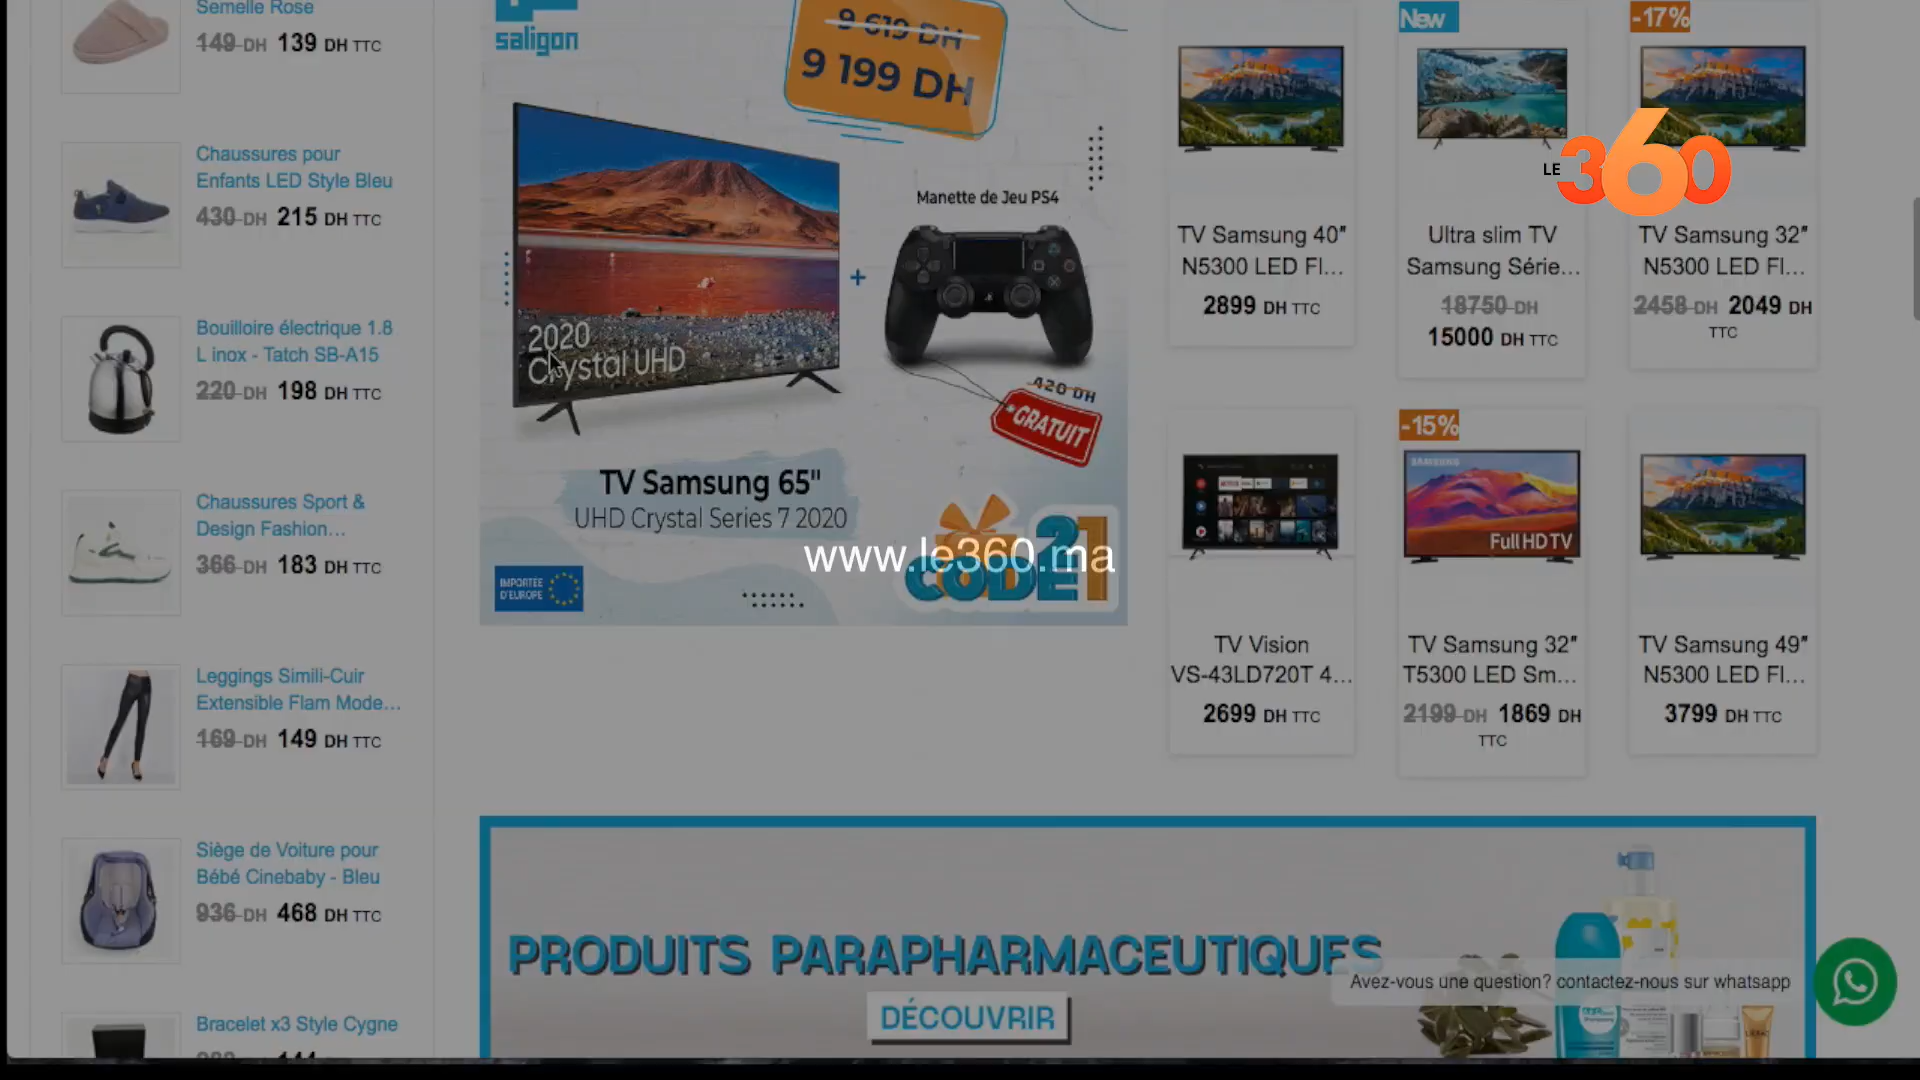 Semelle Rose
149 DH 139 DH TTC
Chaussures pour
Enfants LED Style Bleu
430 DH 215 DH TTC
Bouilloire électrique 1.8
L inox - Tatch SB-A15
220 DH 198 DH TTC
Chaussures Sport &
Design Fashion...
366 DH 183 DH TTC
Leggings Simili-Cuir
Extensible Flam Mode...
169 DH 149 DH TTC
Siège de Voiture pour
Bébé Cinebaby - Bleu
936 DH 468 DH TTC
Bracelet x3 Style Cygne
saligon
9 619 DH
9 199 DH
Manette de Jeu PS4
+
2020
Crystal UHD
420 DH
GRATUIT
TV Samsung 65"
UHD Crystal Series 7 2020
www.le360.ma
CODE 21
IMPORTÉE
D'EUROPE
TV Samsung 40″
N5300 LED Fl...
2899 DH TTC
New
Ultra slim TV
Samsung Série...
18750 DH
15000 DH TTC
-17%
LE 360
TV Samsung 32″
N5300 LED Fl...
2458 DH 2049 DH
TTC
TV Vision
VS-43LD720T 4...
2699 DH TTC
-15%
SAMSUNG
Full HD TV
TV Samsung 32″
T5300 LED Sm...
2199 DH 1869 DH
TTC
TV Samsung 49″
N5300 LED Fl...
3799 DH TTC
PRODUITS PARAPHARMACEUTIQUES
DÉCOUVRIR
Avez-vous une question? contactez-nous sur whatsapp